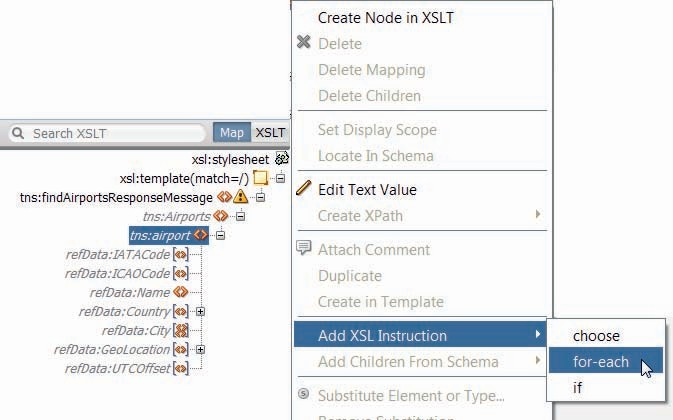 Create Node in XSLT
Delete
Delete Mapping
Delete Children
Set Display Scope
Locate In Schema
Edit Text Value
Create XPath
Attach Comment
Duplicate
Create in Template
Add XSL Instruction
Add Children From Schema
Substitute Element or Type...
Search XSLT Map XSLT
xsl:stylesheet
xsl:template(match=/)
tns:findAirportsResponseMessage
tns:Airports
tns:airport
refData:IATACode
refData:ICAOCode
refData:Name
refData:Country
refData:City
refData:GeoLocation
refData:UTCOffset
choose
for-each
if